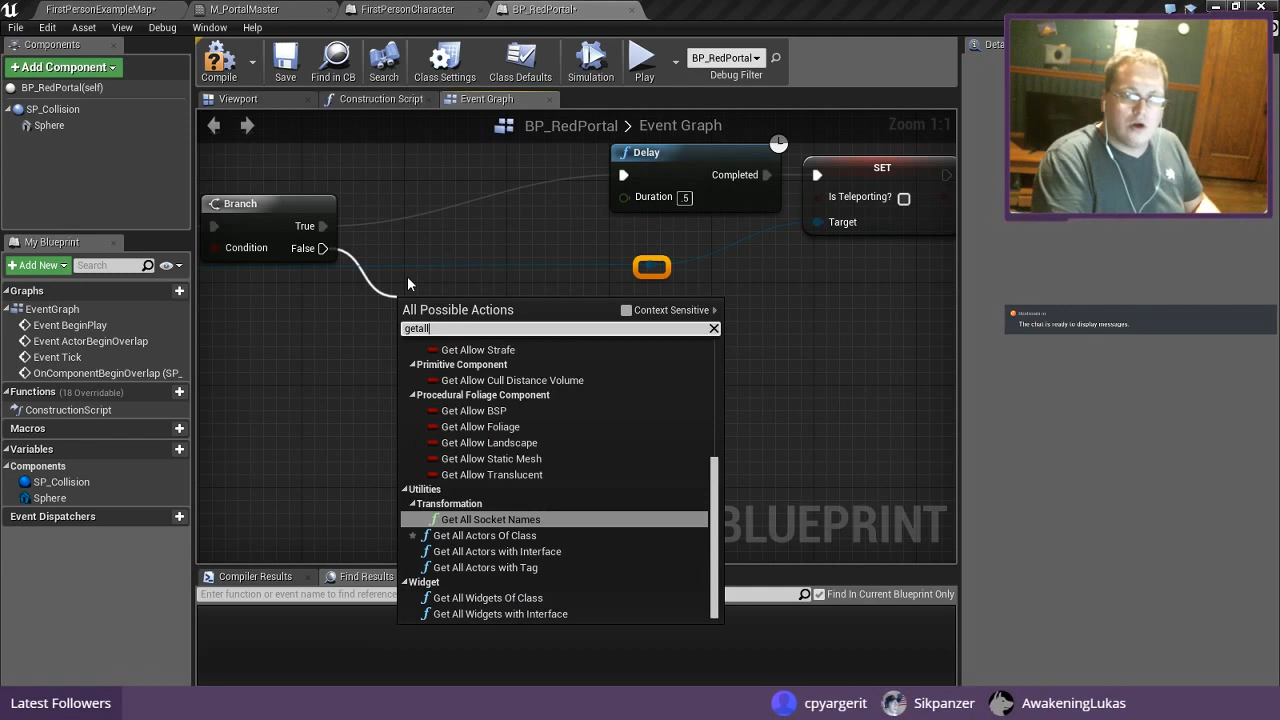 FirstPersonExampleMap•
M_PortalMaster
FirstPersonCharacter
BP_RedPortal•
File Edit Asset View Debug Window Help
Components
Add Component
BP_RedPortal(self)
SP_Collision
Sphere
Compile
Save
Find in CB
Search
Class Settings
Class Defaults
Simulation
Play
BP_RedPortal
Debug Filter
Viewport
Construction Script
Event Graph
BP_RedPortal > Event Graph
Zoom 1:1
Branch
True
Condition
False
Delay
Completed
Duration .5
SET
Is Teleporting?
Target
My Blueprint
Add New
Search
Graphs
EventGraph
Event BeginPlay
Event ActorBeginOverlap
Event Tick
OnComponentBeginOverlap (SP_
Functions (18 Overridable)
ConstructionScript
Macros
Variables
Components
SP_Collision
Sphere
Event Dispatchers
All Possible Actions
Context Sensitive
getall
Get Allow Strafe
Primitive Component
Get Allow Cull Distance Volume
Procedural Foliage Component
Get Allow BSP
Get Allow Foliage
Get Allow Landscape
Get Allow Static Mesh
Get Allow Translucent
Utilities
Transformation
Get All Socket Names
Get All Actors Of Class
Get All Actors with Interface
Get All Actors with Tag
Widget
Get All Widgets Of Class
Get All Widgets with Interface
BLUEPRINT
Compiler Results
Find Results
Enter function or event name to find reference
Find In Current Blueprint Only
Deta
The chat is ready to display messages.
Latest Followers
cpyargerit
Sikpanzer
AwakeningLukas